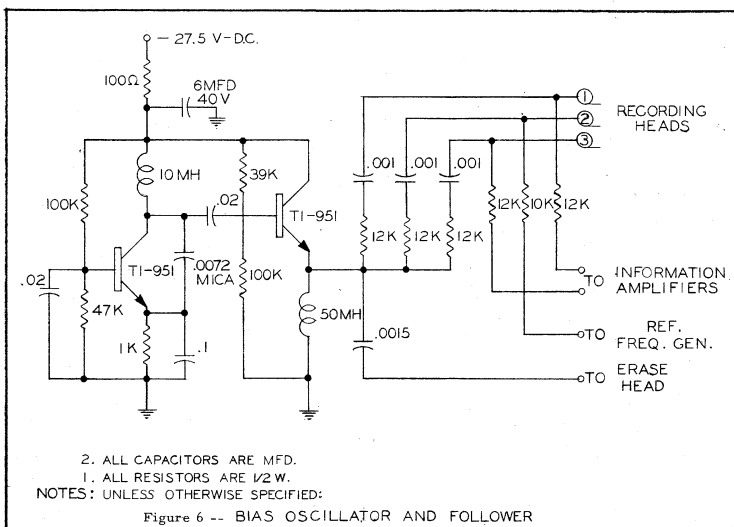 – 27.5 V-D.C.
100Ω
6MFD
40V
① RECORDING
② HEADS
③
10 MH
39K
.001 .001 .001
100K
.02
TI-951
12K 10K 12K
12K 12K 12K
TI-951
.0072
MICA
100K
.02
47K
50MH
TO INFORMATION
AMPLIFIERS
1K
.1
.0015
TO REF.
FREQ. GEN.
TO ERASE
HEAD
2. ALL CAPACITORS ARE MFD.
1. ALL RESISTORS ARE 1/2 W.
NOTES: UNLESS OTHERWISE SPECIFIED:
Figure 6 -- BIAS OSCILLATOR AND FOLLOWER